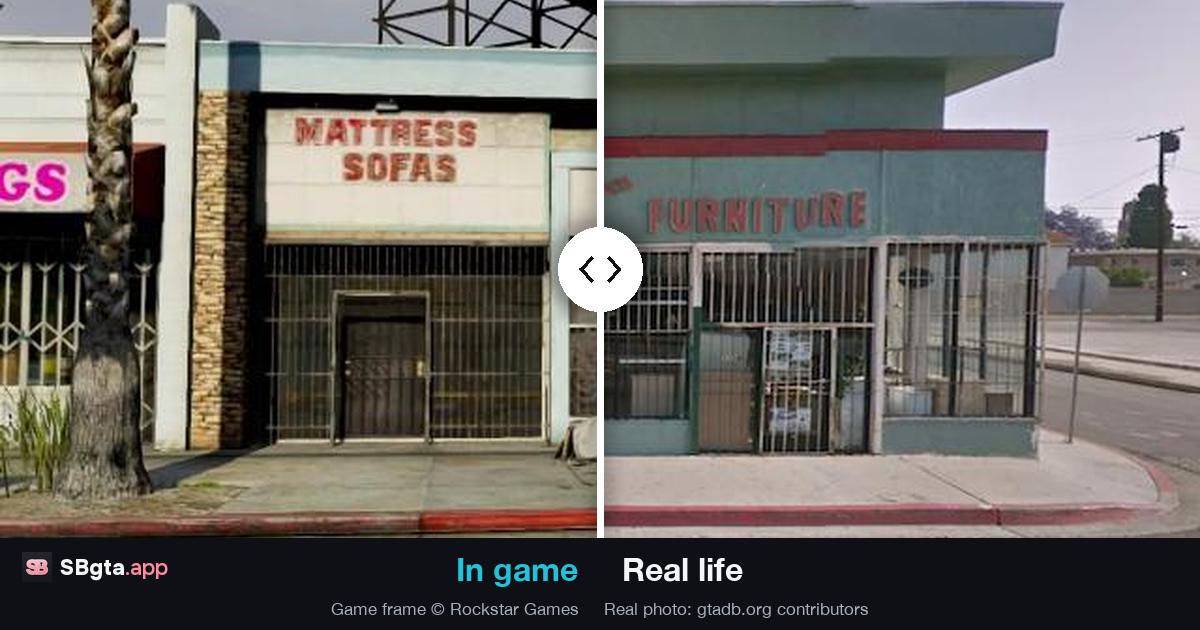 GS
MATTRESS
SOFAS
FURNITURE
SB SBgta.app
In game
Real life
Game frame © Rockstar Games
Real photo: gtadb.org contributors